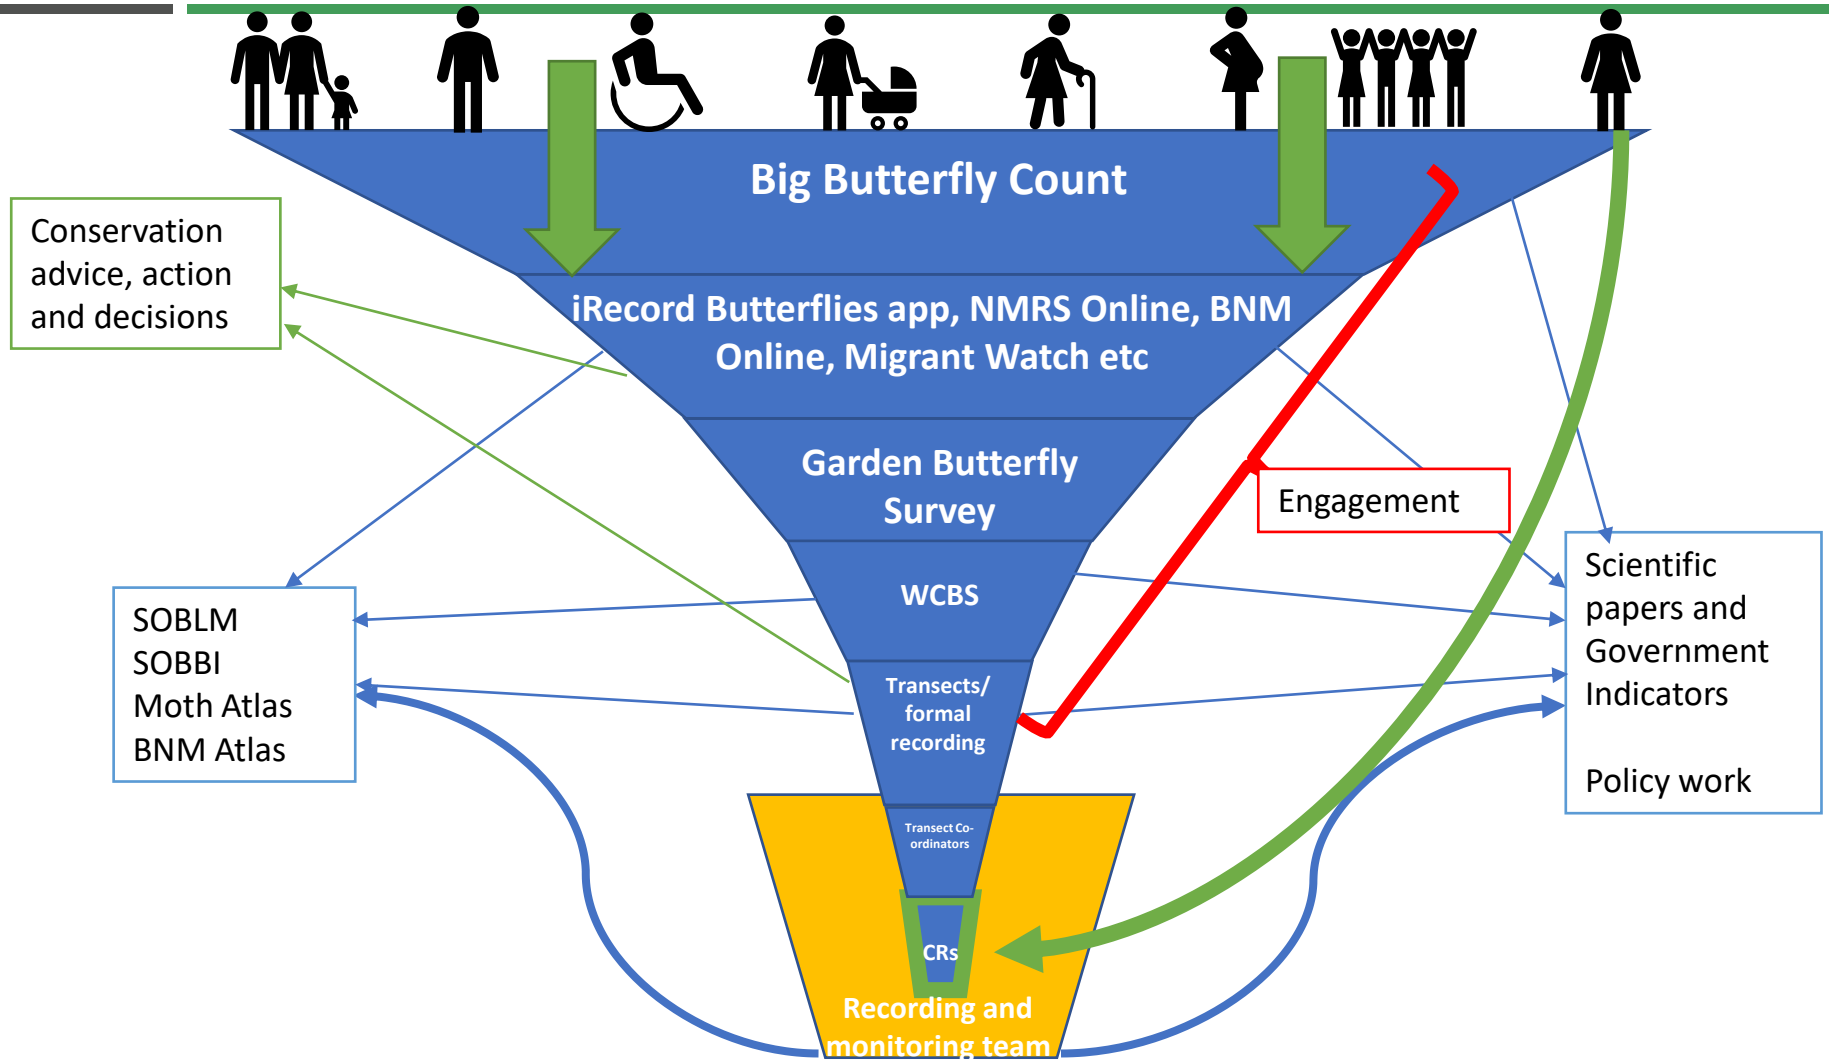 Big Butterfly Count
Conservation
advice, action
and decisions
iRecord Butterflies app, NMRS Online, BNM
Online, Migrant Watch etc
Garden Butterfly
Survey
Engagement
WCBS
SOBLM
SOBBI
Moth Atlas
BNM Atlas
Scientific
papers and
Government
Indicators
Policy work
Transects/
formal
recording
Transect Co-
ordinators
CRs
Recording and
monitoring team